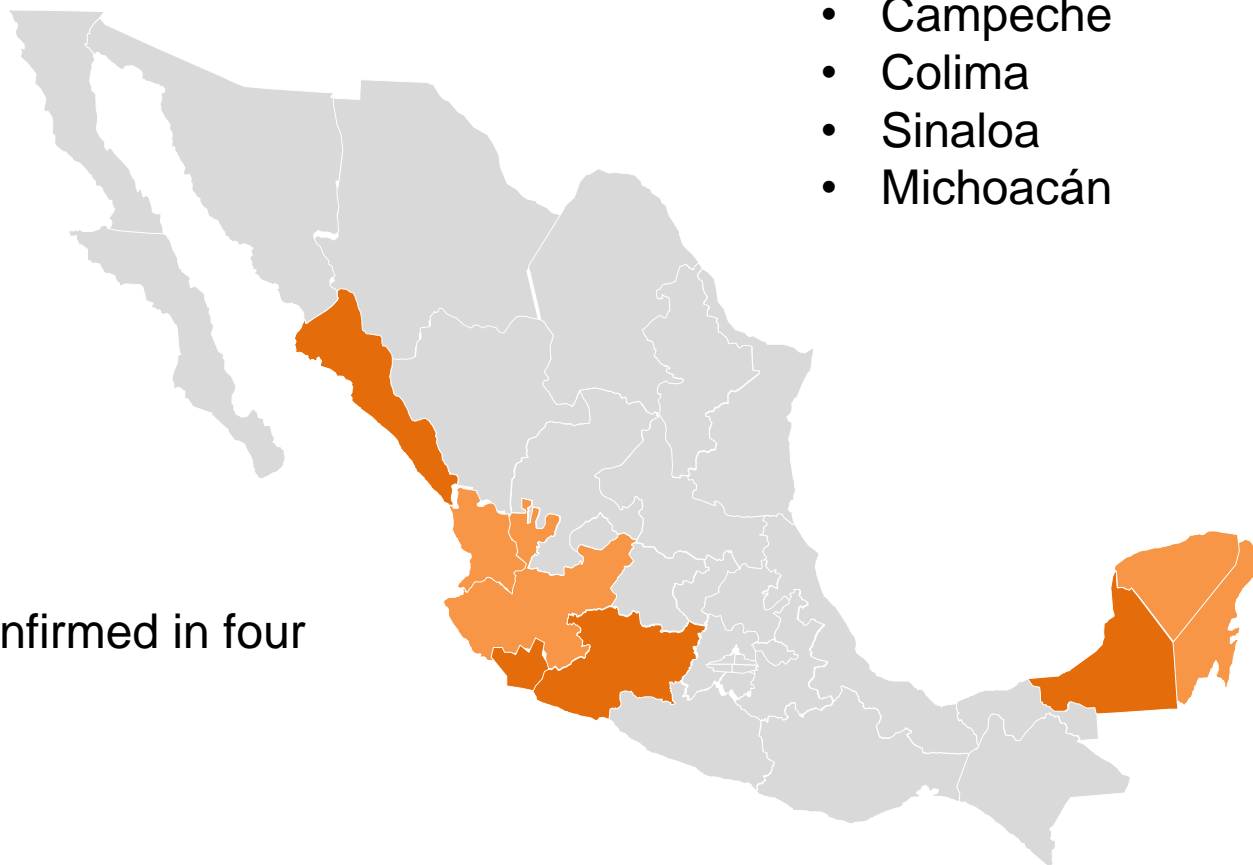 • Campeche
• Colima
• Sinaloa
• Michoacán
nfirmed in four